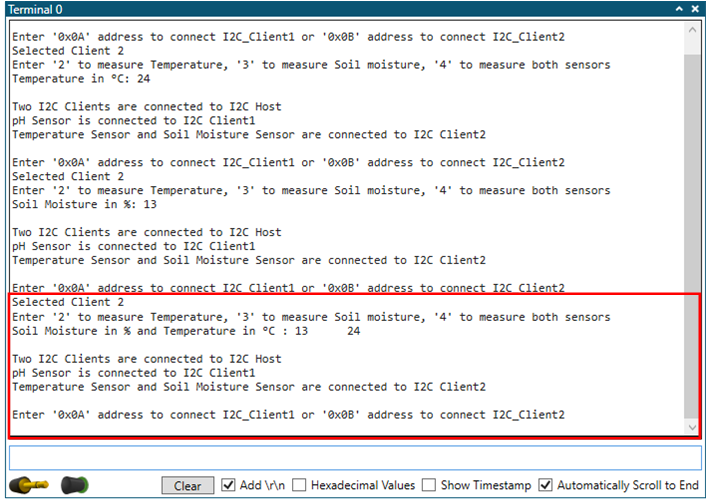 Terminal 0
Enter '0x0A' address to connect I2C_Client1 or '0x0B' address to connect I2C_Client2
Selected Client 2
Enter '2' to measure Temperature, '3' to measure Soil moisture, '4' to measure both sensors
Temperature in ºC: 24
Two I2C Clients are connected to I2C Host
pH Sensor is connected to I2C Client1
Temperature Sensor and Soil Moisture Sensor are connected to I2C Client2
Enter '0x0A' address to connect I2C_Client1 or '0x0B' address to connect I2C_Client2
Selected Client 2
Enter '2' to measure Temperature, '3' to measure Soil moisture, '4' to measure both sensors
Soil Moisture in %: 13
Two I2C Clients are connected to I2C Host
pH Sensor is connected to I2C Client1
Temperature Sensor and Soil Moisture Sensor are connected to I2C Client2
Enter '0x0A' address to connect I2C_Client1 or '0x0B' address to connect I2C_Client2
Selected Client 2
Enter '2' to measure Temperature, '3' to measure Soil moisture, '4' to measure both sensors
Soil Moisture in % and Temperature in ºC : 13      24
Two I2C Clients are connected to I2C Host
pH Sensor is connected to I2C Client1
Temperature Sensor and Soil Moisture Sensor are connected to I2C Client2
Enter '0x0A' address to connect I2C_Client1 or '0x0B' address to connect I2C_Client2
Clear Add \r\n Hexadecimal Values Show Timestamp Automatically Scroll to End